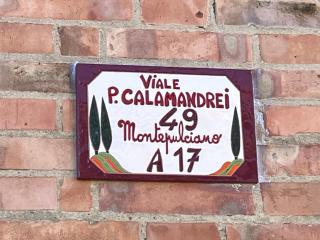 Viale
P. CALAMANDREi
49
Montepulciano
A' 17